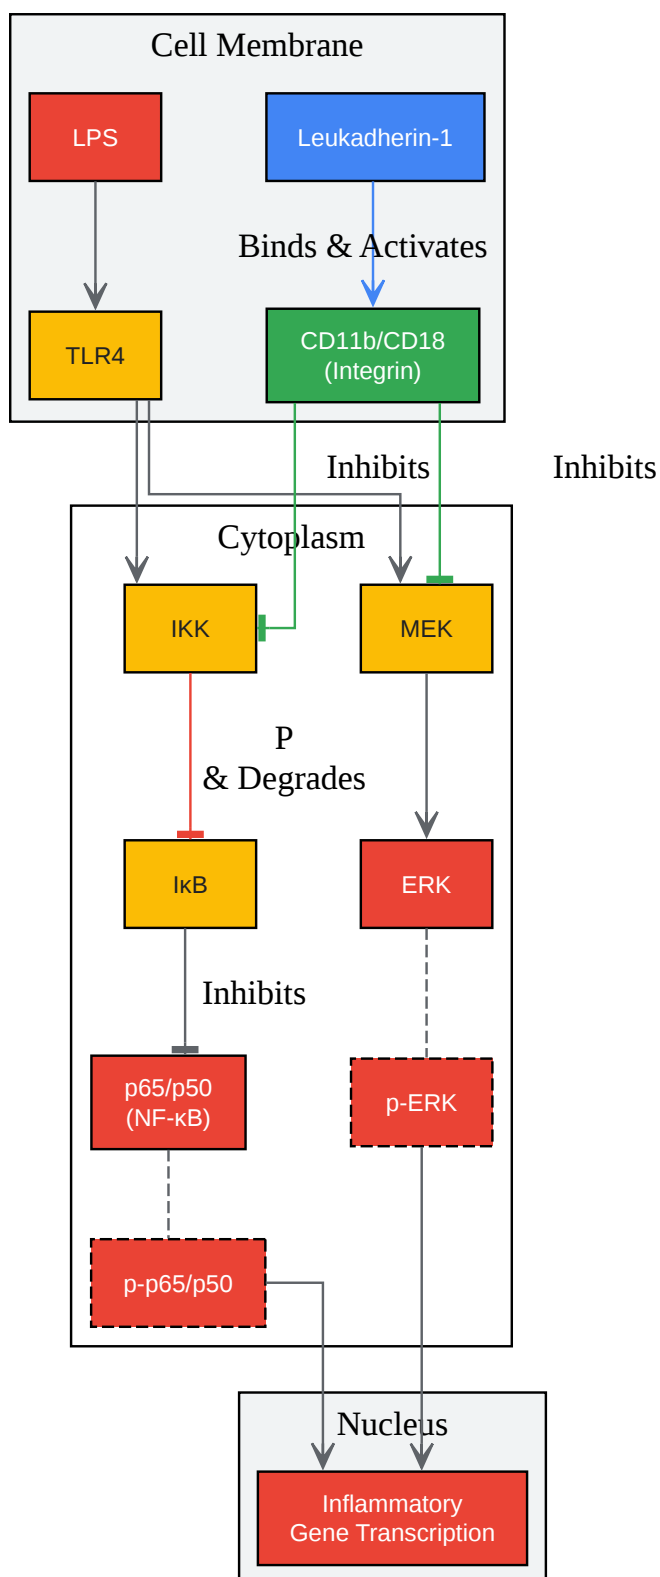 Cell Membrane
LPS
Leukadherin-1
Binds & Activates
TLR4
CD11b/CD18
(Integrin)
Inhibits
Inhibits
Cytoplasm
IKK
MEK
P
& Degrades
IκB
ERK
Inhibits
p65/p50
(NF-κB)
p-ERK
p-p65/p50
Nucleus
Inflammatory
Gene Transcription